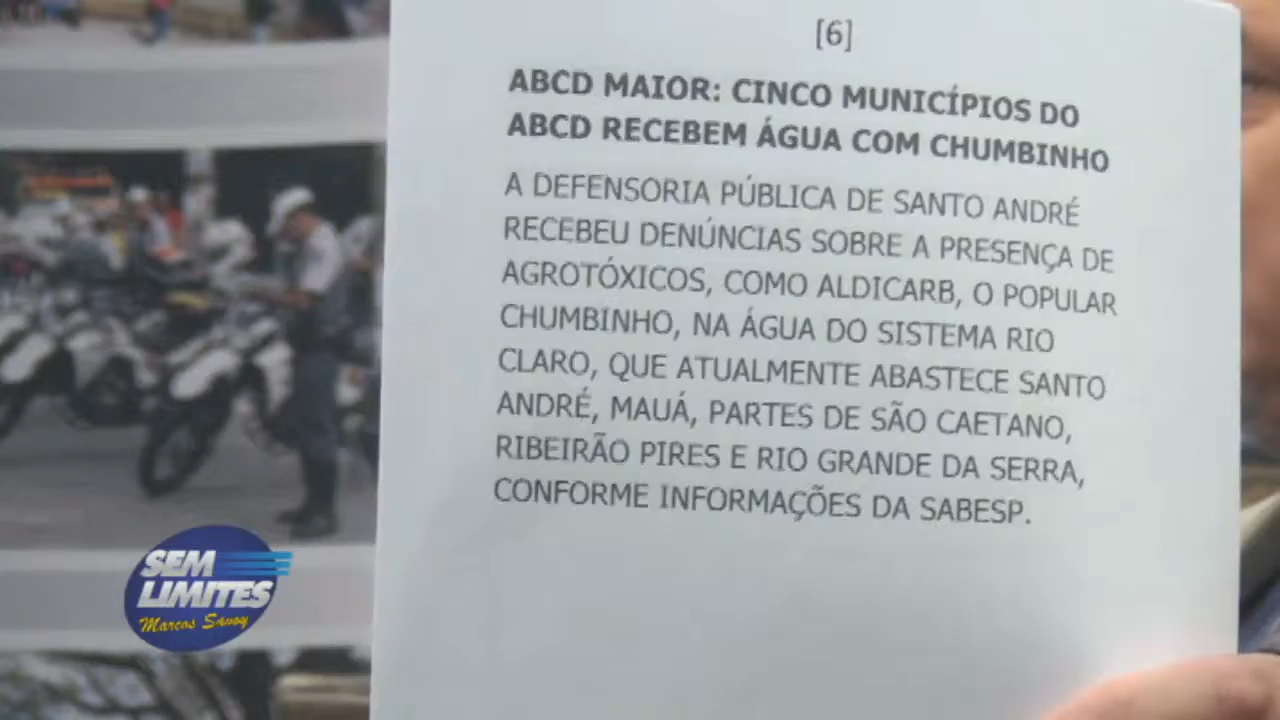 [6]
ABCD MAIOR: CINCO MUNICÍPIOS DO
ABCD RECEBEM ÁGUA COM CHUMBINHO
A DEFENSORIA PÚBLICA DE SANTO ANDRÉ
RECEBEU DENÚNCIAS SOBRE A PRESENÇA DE
AGROTÓXICOS, COMO ALDICARB, O POPULAR
CHUMBINHO, NA ÁGUA DO SISTEMA RIO
CLARO, QUE ATUALMENTE ABASTECE SANTO
ANDRÉ, MAUÁ, PARTES DE SÃO CAETANO,
RIBEIRÃO PIRES E RIO GRANDE DA SERRA,
CONFORME INFORMAÇÕES DA SABESP.
SEM
LIMITES
Marcos Savoy